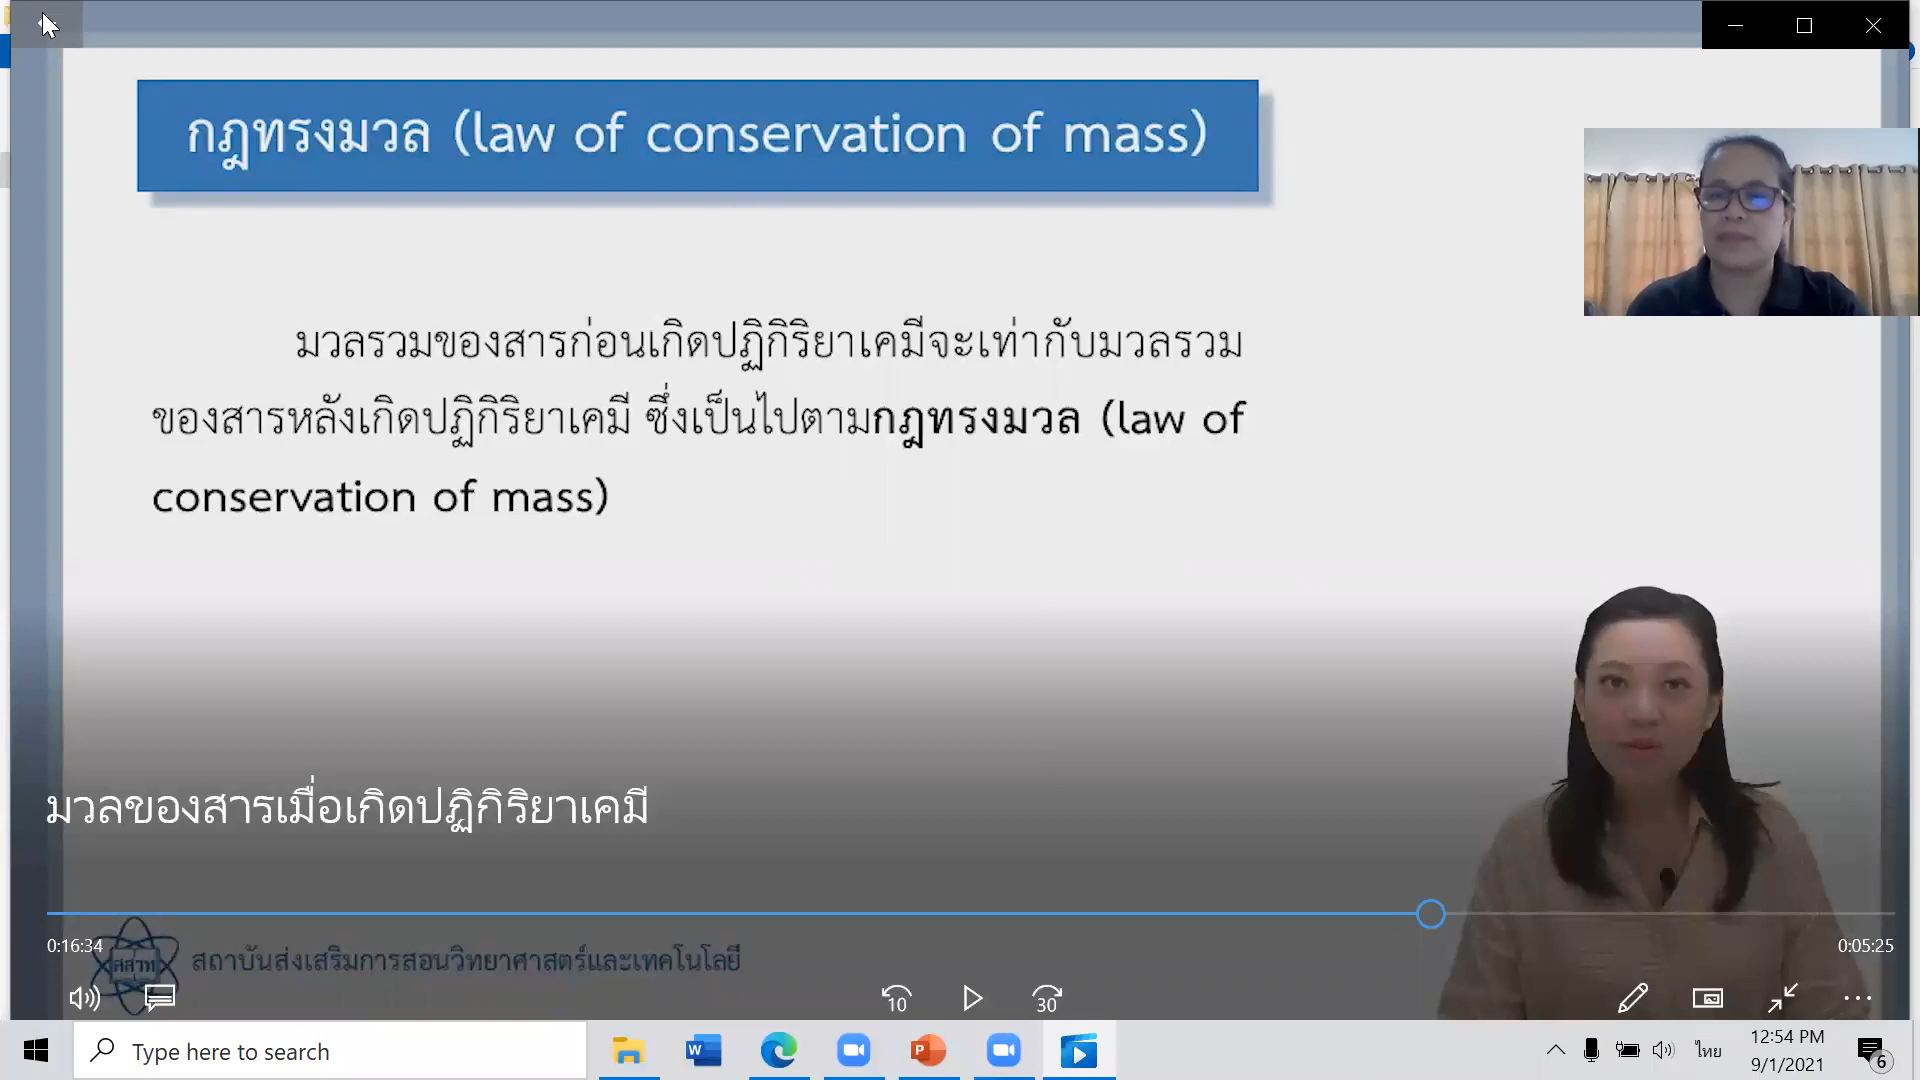 กฎทรงมวล (law of conservation of mass)
มวลรวมของสารก่อนเกิดปฏิกิริยาเคมีจะเท่ากับมวลรวม
ของสารหลังเกิดปฏิกิริยาเคมี ซึ่งเป็นไปตามกฎทรงมวล (law of
conservation of mass)
มวลของสารเมื่อเกิดปฏิกิริยาเคมี
0:16:34
0:05:25
สสวท
สถาบันส่งเสริมการสอนวิทยาศาสตร์และเทคโนโลยี
10
30
Type here to search
W
P
ไทย
12:54 PM
9/1/2021
6